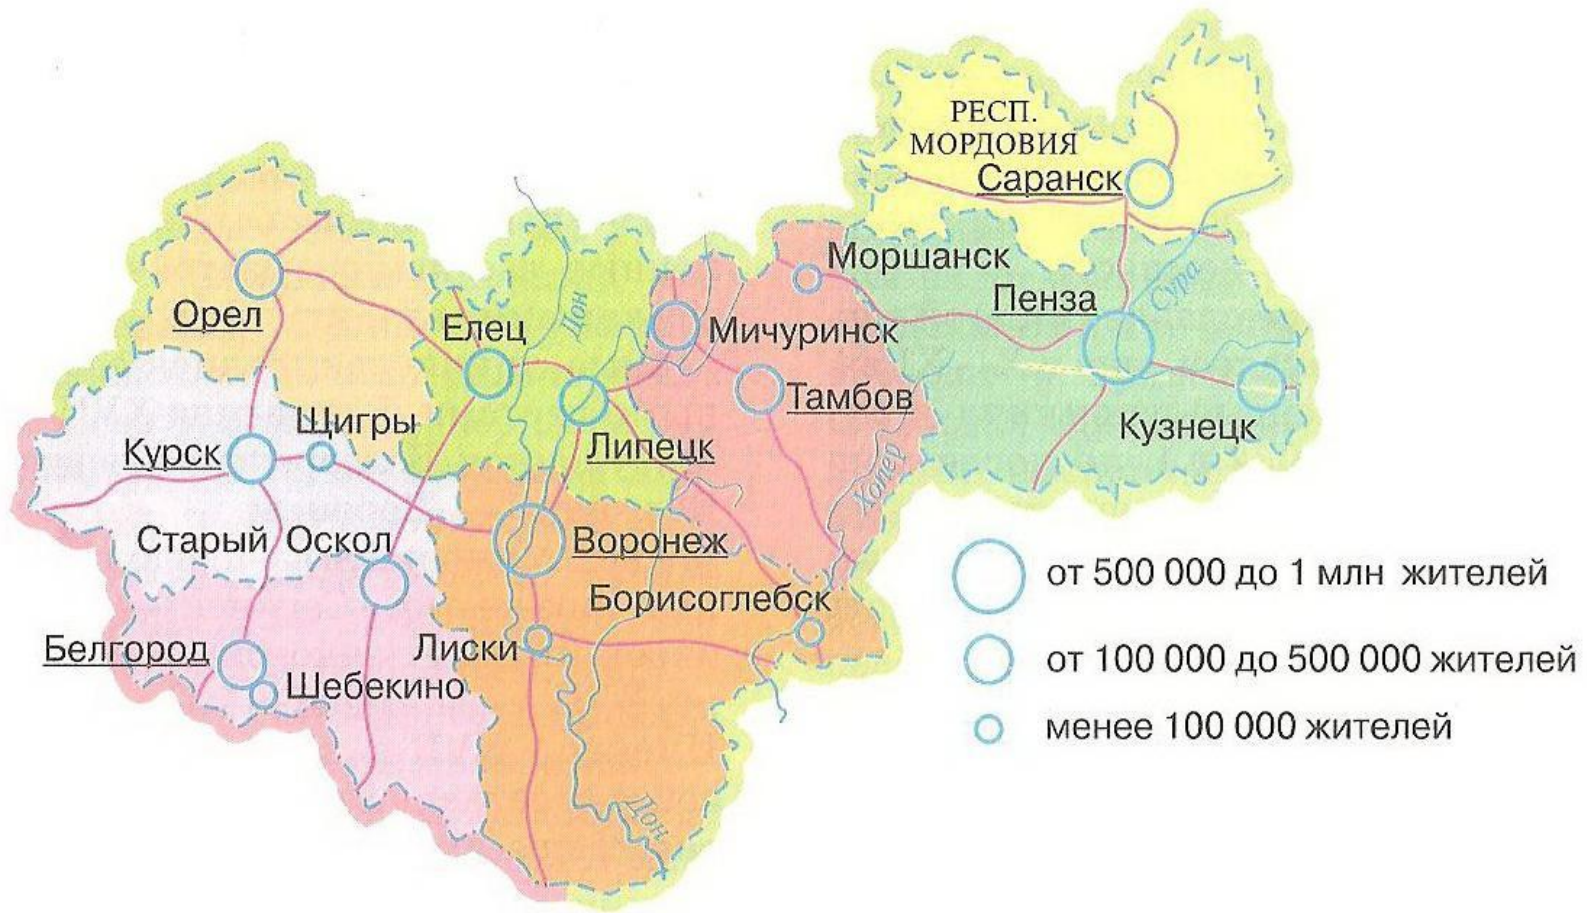 РЕСП.
МОРДОВИЯ
Саранск
Моршанск
Пенза
Сура
Орел
Елец
Дон
Мичуринск
Тамбов
Кузнецк
Щигры
Курск
Липецк
Хопер
Старый Оскол
Воронеж
Борисоглебск
Белгород
Лиски
Шебекино
Дон
от 500 000 до 1 млн жителей
от 100 000 до 500 000 жителей
менее 100 000 жителей